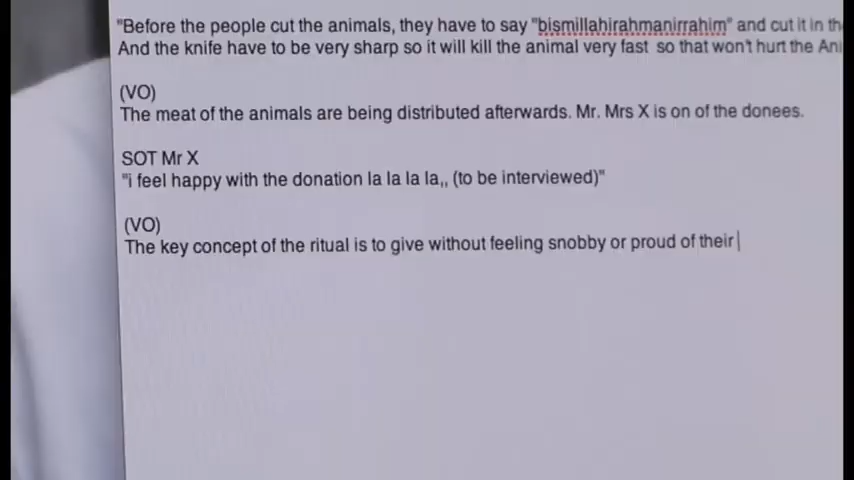 "Before the people cut the animals, they have to say "bismillahirahmanirrahim" and cut it in
And the knife have to be very sharp so it will kill the animal very fast so that won't hurt the
(VO)
The meat of the animals are being distributed afterwards. Mr. Mrs X is on of the donees.
SOT Mr X
"i feel happy with the donation la la la la,, (to be interviewed)"
(VO)
The key concept of the ritual is to give without feeling snobby or proud of their